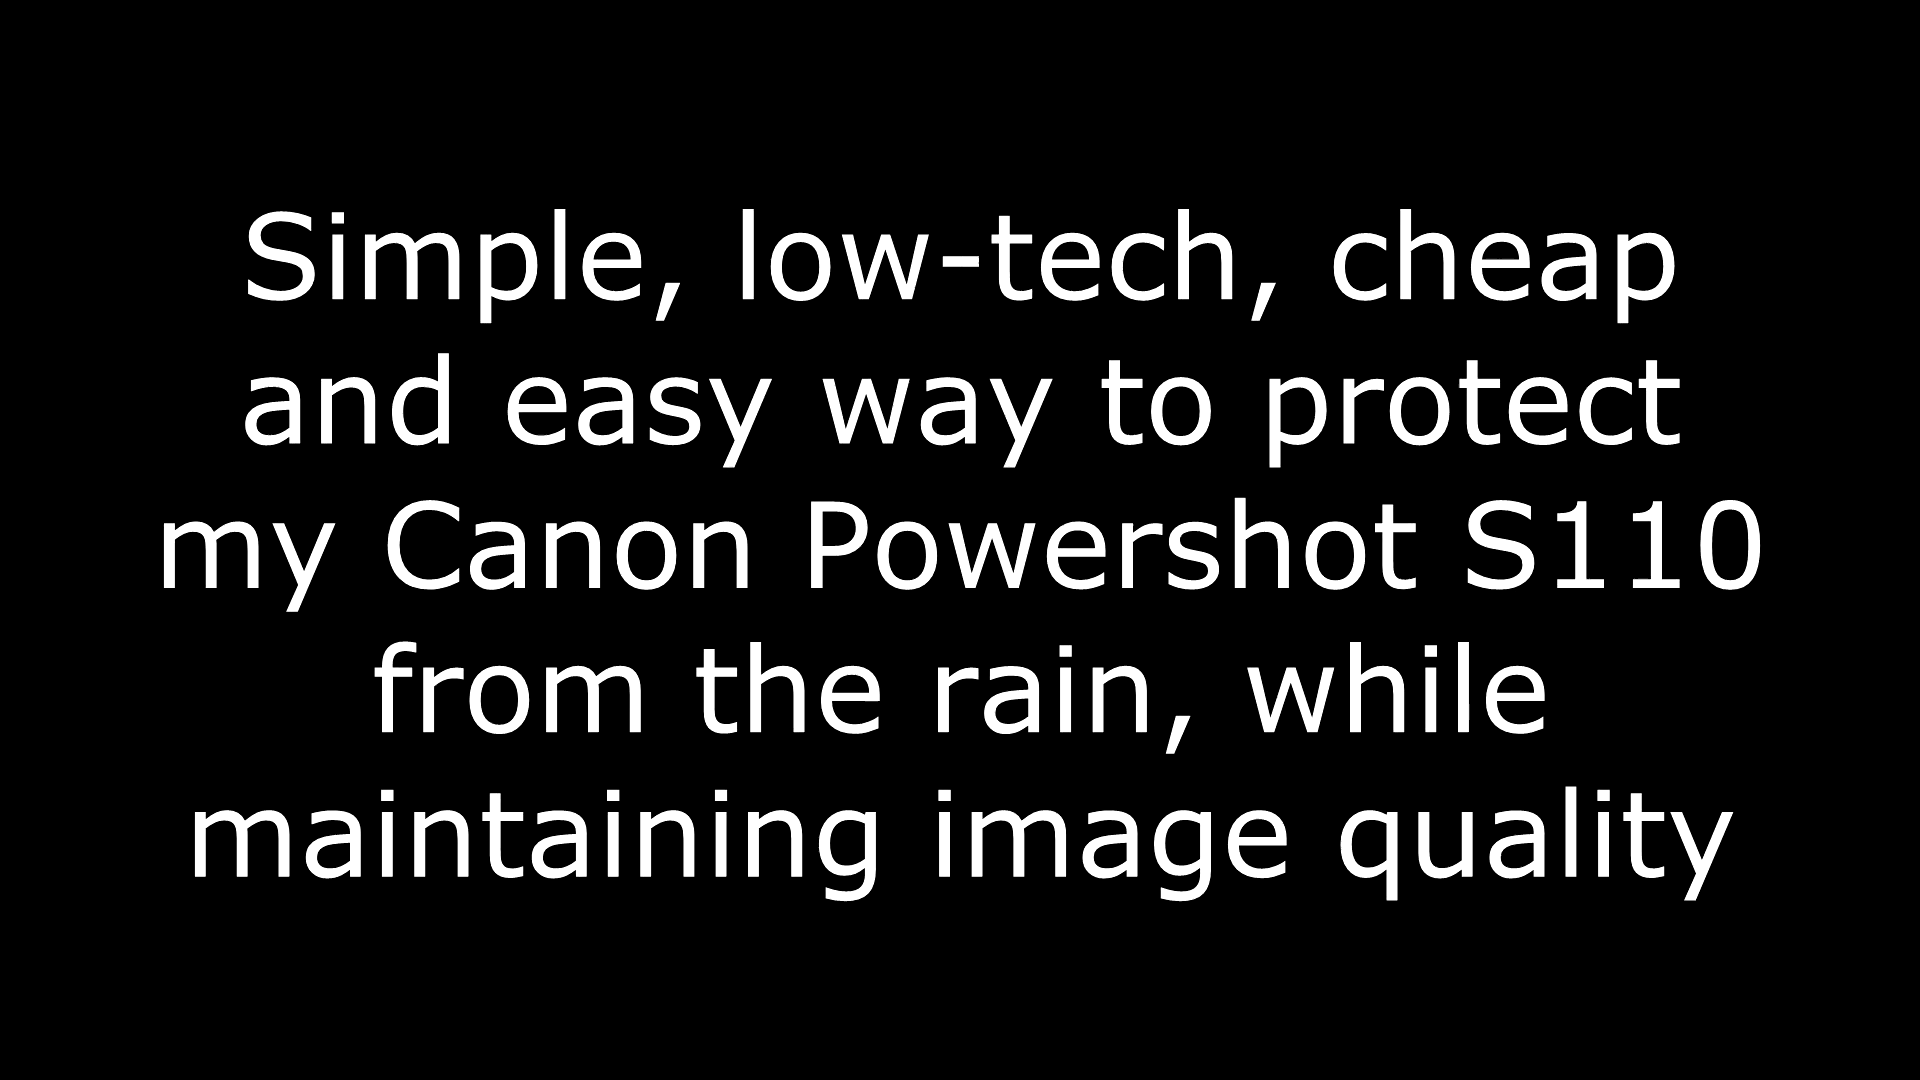 Simple, low-tech, cheap
and easy way to protect
my Canon Powershot S110
from the rain, while
maintaining image quality